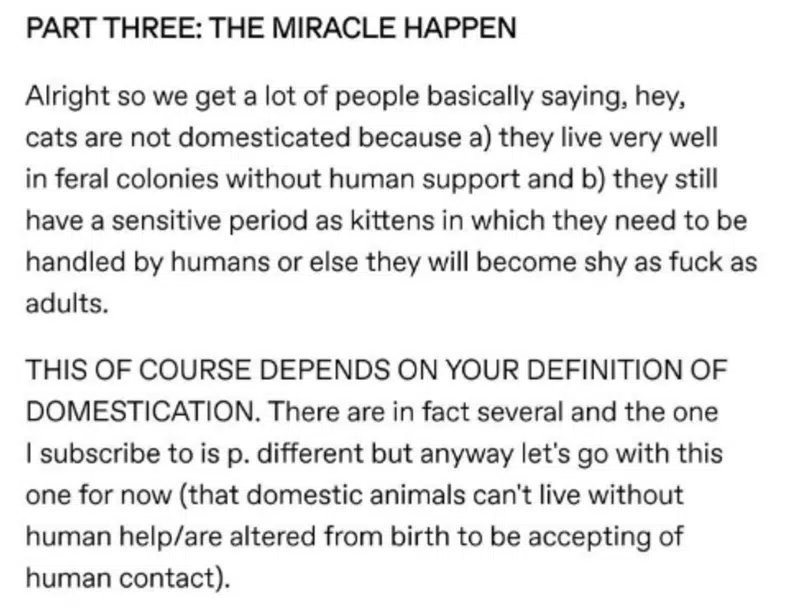 PART THREE: THE MIRACLE HAPPEN
Alright so we get a lot of people basically saying, hey,
cats are not domesticated because a) they live very well
in feral colonies without human support and b) they still
have a sensitive period as kittens in which they need to be
handled by humans or else they will become shy as fuck as
adults.
THIS OF COURSE DEPENDS ON YOUR DEFINITION OF
DOMESTICATION. There are in fact several and the one
I subscribe to is p. different but anyway let's go with this
one for now (that domestic animals can't live without
human help/are altered from birth to be accepting of
human contact).